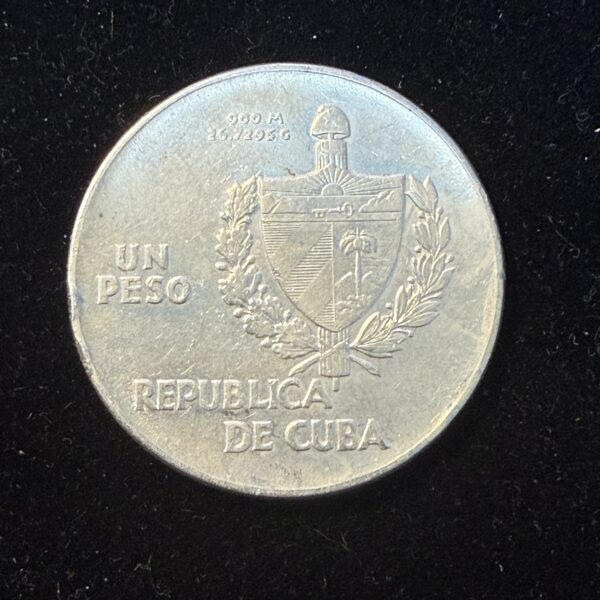 900 M
26.7295 G
UN
PESO
REPUBLICA
DE CUBA